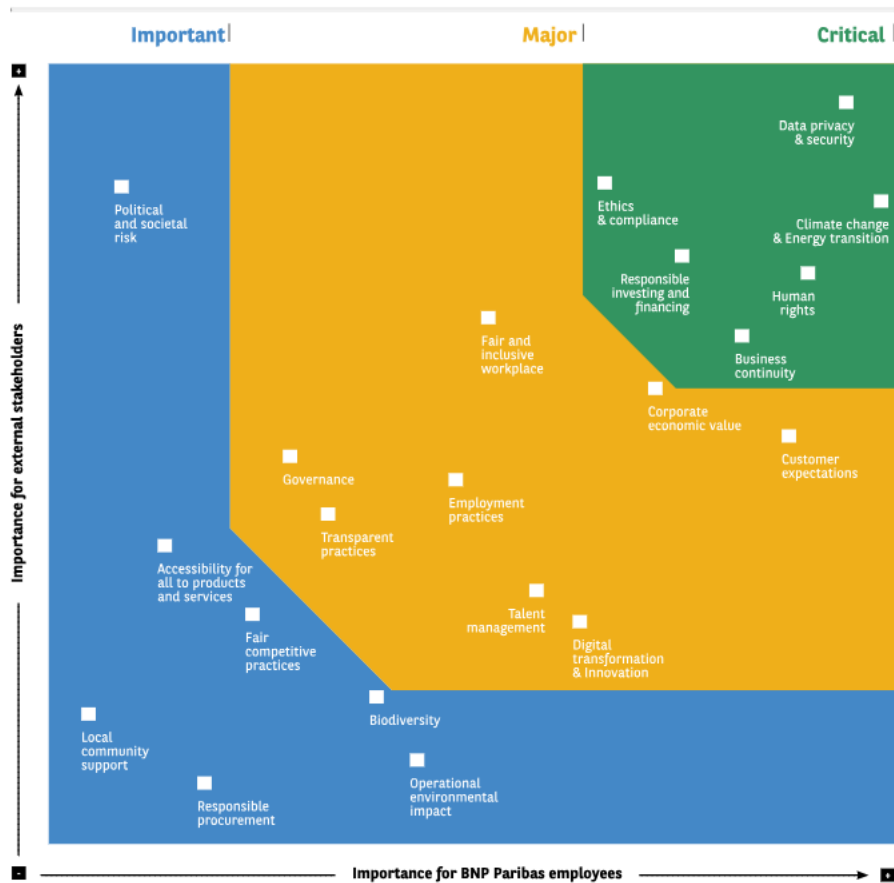 Important
Major
Critical
+
Data privacy
& security
Political
and societal
risk
Ethics
& compliance
Climate change
& Energy transition
Responsible
investing and
financing
Human
rights
Fair and
inclusive
workplace
Business
continuity
Corporate
economic value
Customer
expectations
Governance
Employment
practices
Transparent
practices
Accessibility for
all to products
and services
Talent
management
Fair
competitive
practices
Digital
transformation
& Innovation
Biodiversity
Local
community
support
Operational
environmental
impact
Responsible
procurement
Importance for external stakeholders
-
Importance for BNP Paribas employees
+